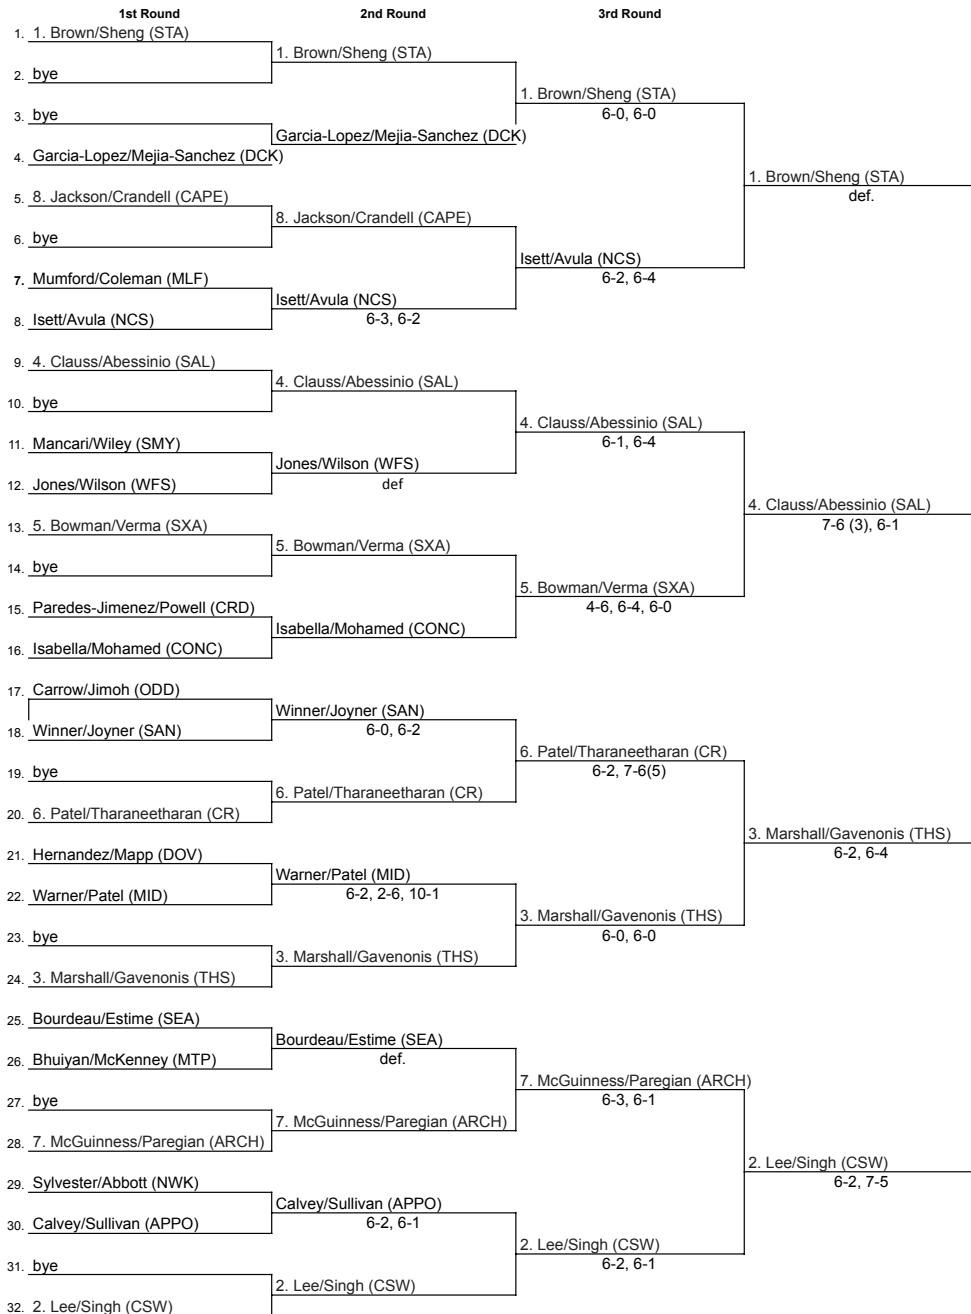 1st Round
2nd Round
3rd Round
1. 1. Brown/Sheng (STA)
1. Brown/Sheng (STA)
2. bye
1. Brown/Sheng (STA)
6-0, 6-0
3. bye
Garcia-Lopez/Mejia-Sanchez (DCK)
4. Garcia-Lopez/Mejia-Sanchez (DCK)
1. Brown/Sheng (STA)
def.
5. 8. Jackson/Crandell (CAPE)
8. Jackson/Crandell (CAPE)
6. bye
Isett/Avula (NCS)
6-2, 6-4
7. Mumford/Coleman (MLF)
Isett/Avula (NCS)
6-3, 6-2
8. Isett/Avula (NCS)
9. 4. Clauss/Abessinio (SAL)
4. Clauss/Abessinio (SAL)
10. bye
4. Clauss/Abessinio (SAL)
6-1, 6-4
11. Mancari/Wiley (SMY)
Jones/Wilson (WFS)
def
12. Jones/Wilson (WFS)
4. Clauss/Abessinio (SAL)
7-6 (3), 6-1
13. 5. Bowman/Verma (SXA)
5. Bowman/Verma (SXA)
14. bye
5. Bowman/Verma (SXA)
4-6, 6-4, 6-0
15. Paredes-Jimenez/Powell (CRD)
Isabella/Mohamed (CONC)
16. Isabella/Mohamed (CONC)
17. Carrow/Jimoh (ODD)
Winner/Joyner (SAN)
6-0, 6-2
18. Winner/Joyner (SAN)
6. Patel/Tharaneetharan (CR)
6-2, 7-6(5)
19. bye
6. Patel/Tharaneetharan (CR)
20. 6. Patel/Tharaneetharan (CR)
3. Marshall/Gavenonis (THS)
6-2, 6-4
21. Hernandez/Mapp (DOV)
Warner/Patel (MID)
6-2, 2-6, 10-1
22. Warner/Patel (MID)
3. Marshall/Gavenonis (THS)
6-0, 6-0
23. bye
3. Marshall/Gavenonis (THS)
24. 3. Marshall/Gavenonis (THS)
25. Bourdeau/Estime (SEA)
Bourdeau/Estime (SEA)
def.
26. Bhuiyan/McKenney (MTP)
7. McGuinness/Paregian (ARCH)
6-3, 6-1
27. bye
7. McGuinness/Paregian (ARCH)
28. 7. McGuinness/Paregian (ARCH)
2. Lee/Singh (CSW)
6-2, 7-5
29. Sylvester/Abbott (NWK)
Calvey/Sullivan (APPO)
6-2, 6-1
30. Calvey/Sullivan (APPO)
2. Lee/Singh (CSW)
6-2, 6-1
31. bye
2. Lee/Singh (CSW)
32. 2. Lee/Singh (CSW)